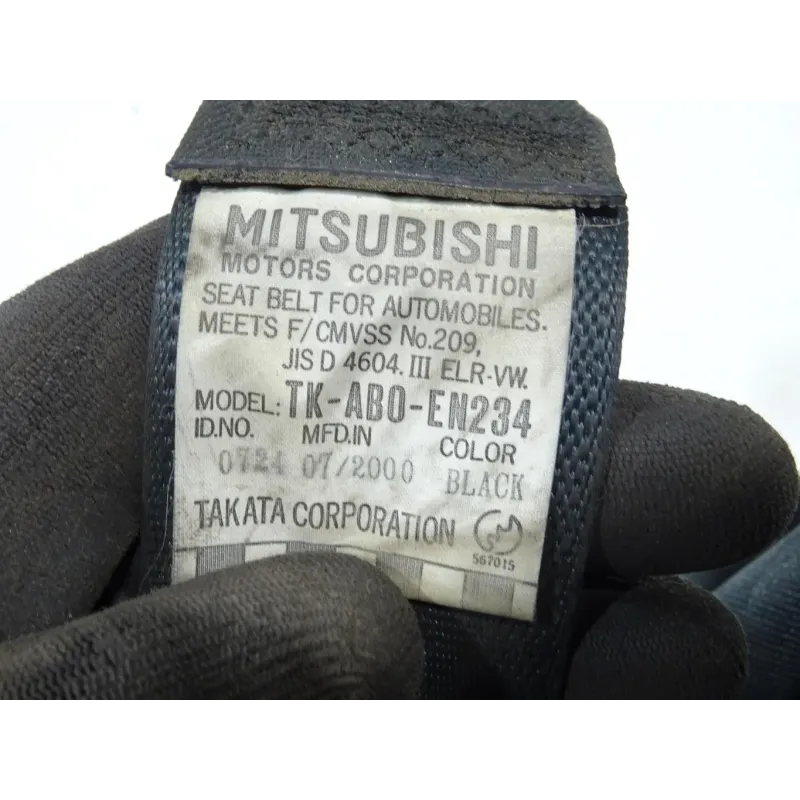 MITSUBISHI
MOTORS CORPORATION
SEAT BELT FOR AUTOMOBILES.
MEETS F/CMVSS No.209,
JIS D 4604. III ELR-VW.
MODEL: TK-AB0-EN234
ID.NO. MFD.IN COLOR
0724 07/2000 BLACK
TAKATA CORPORATION
S
567015